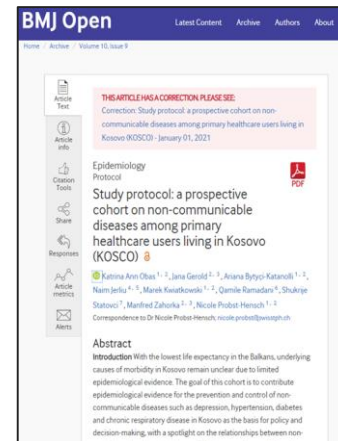 BMJ Open
Latest Content Archive Authors About
Home / Archive / Volume 10, Issue 9
Article
Text
Article
info
Citation
Tools
Share
Responses
Article
metrics
Alerts
THIS ARTICLE HAS A CORRECTION. PLEASE SEE:
Correction: Study protocol: a prospective cohort on non-
communicable diseases among primary healthcare users living in
Kosovo (KOSCO) - January 01, 2021
Epidemiology
Protocol
PDF
Study protocol: a prospective
cohort on non-communicable
diseases among primary
healthcare users living in Kosovo
(KOSCO)
Katrina Ann Obas 1, 2, Jana Gerold 2, 3, Ariana Bytyçi-Katanolli 1, 2,
Naim Jerliu 4, 5, Marek Kwiatkowski 1, 2, Qamile Ramadani 6, Shukrije
Statovci 7, Manfred Zahorka 2, 3, Nicole Probst-Hensch 1, 2
Correspondence to Dr Nicole Probst-Hensch; nicole.probst@swisstph.ch
Abstract
Introduction With the lowest life expectancy in the Balkans, underlying
causes of morbidity in Kosovo remain unclear due to limited
epidemiological evidence. The goal of this cohort is to contribute
epidemiological evidence for the prevention and control of non-
communicable diseases such as depression, hypertension, diabetes
and chronic respiratory disease in Kosovo as the basis for policy and
decision-making, with a spotlight on the relationships between non-